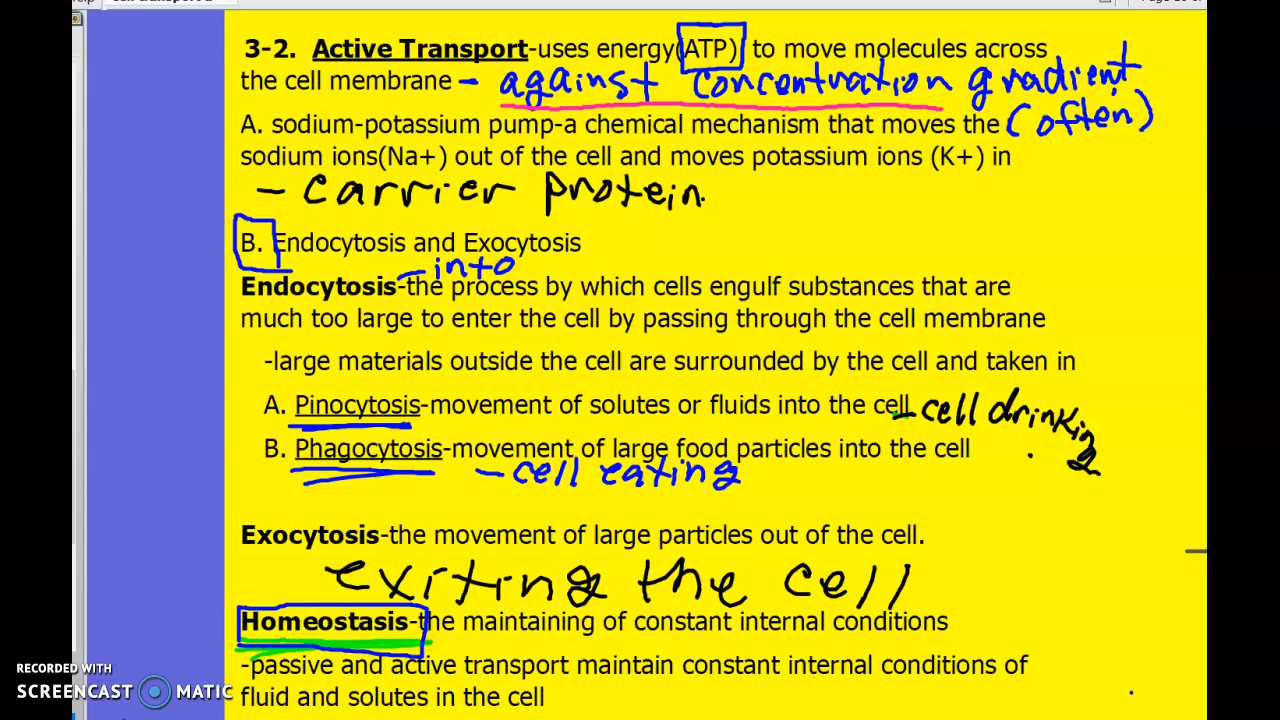 3-2. Active Transport-uses energy(ATP) to move molecules across
the cell membrane - against concentration gradient
(often)
A. sodium-potassium pump-a chemical mechanism that moves the
sodium ions(Na+) out of the cell and moves potassium ions (K+) in
- carrier protein
B. Endocytosis and Exocytosis
- into
Endocytosis-the process by which cells engulf substances that are
much too large to enter the cell by passing through the cell membrane
-large materials outside the cell are surrounded by the cell and taken in
A. Pinocytosis-movement of solutes or fluids into the cell - cell drinking
B. Phagocytosis-movement of large food particles into the cell
- cell eating
Exocytosis-the movement of large particles out of the cell.
exiting the cell
Homeostasis-the maintaining of constant internal conditions
-passive and active transport maintain constant internal conditions of
fluid and solutes in the cell
RECORDED WITH
SCREENCAST MATIC